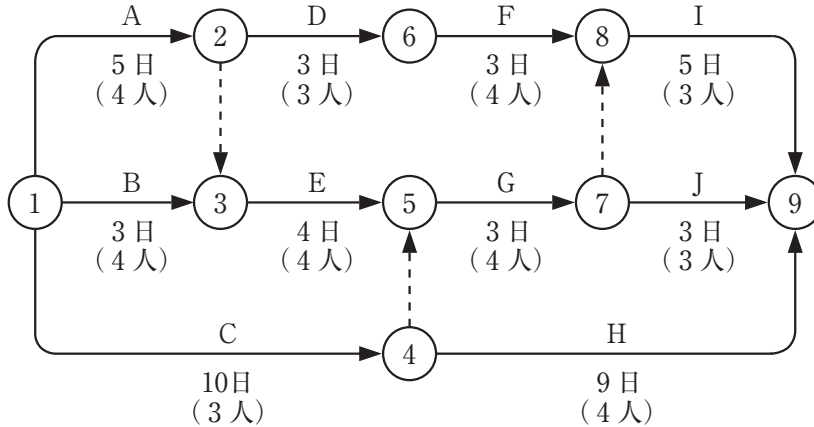 A D F I
2 6 8
5日 3日 3日 5日
(4人) (3人) (4人) (3人)
B E G J
1 3 5 7 9
3日 4日 3日 3日
(4人) (4人) (4人) (3人)
C H
4
10日 9日
(3人) (4人)